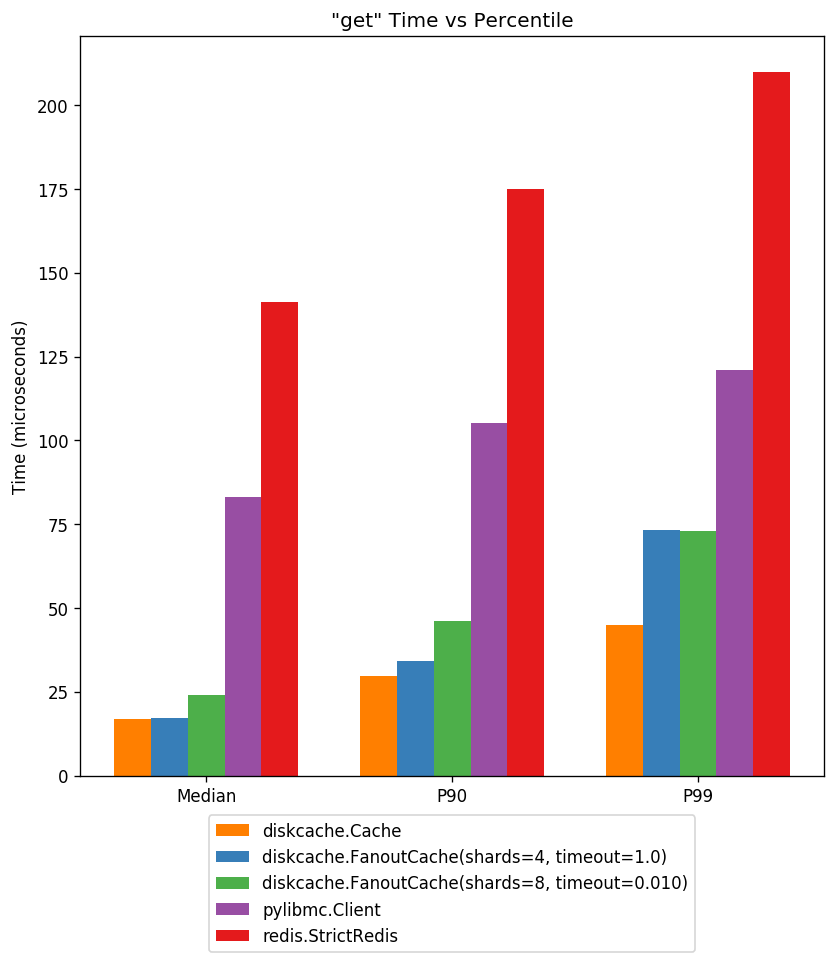 "get" Time vs Percentile
Time (microseconds)
200
175
150
125
100
75
50
25
0
Median P90 P99
diskcache.Cache
diskcache.FanoutCache(shards=4, timeout=1.0)
diskcache.FanoutCache(shards=8, timeout=0.010)
pylibmc.Client
redis.StrictRedis